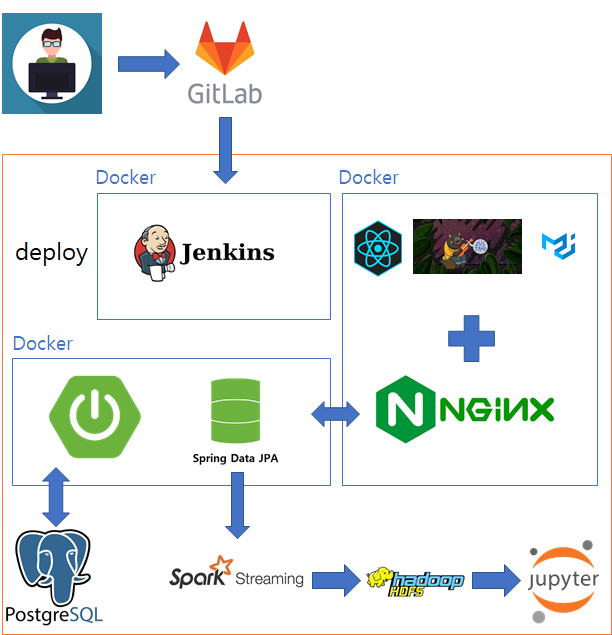 GitLab
Docker
Docker
deploy
Jenkins
Docker
N NGINX
Spring Data JPA
PostgreSQL
Spark Streaming
hadoop
HDFS
jupyter